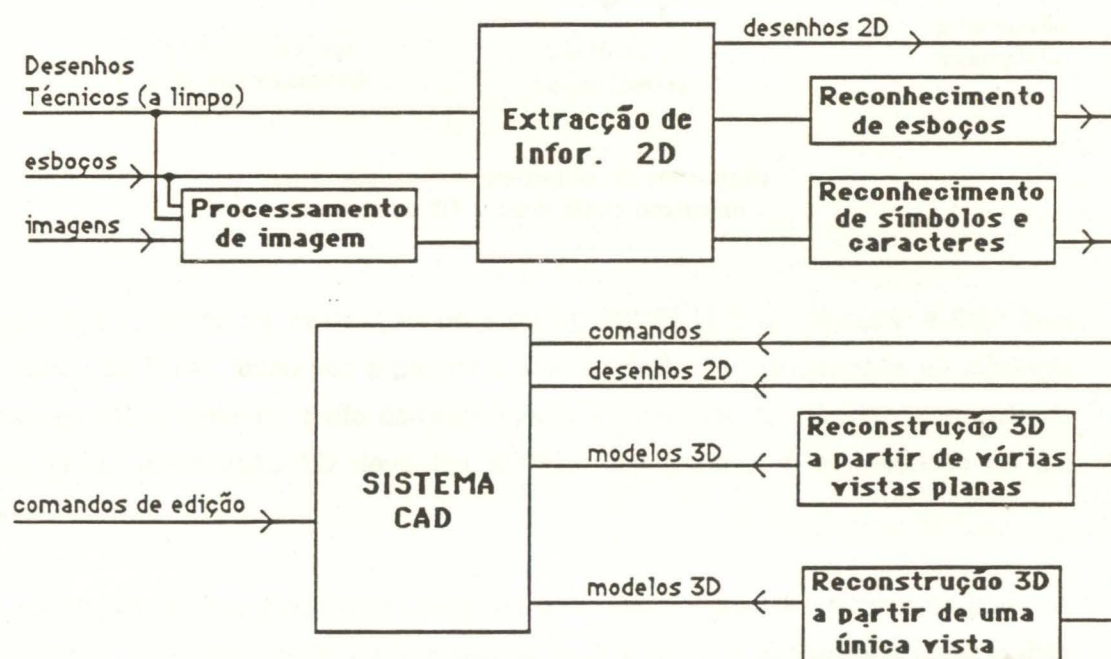 desenhos 2D
Desenhos
Técnicos (a limpo)
esboços
imagens
Processamento
de imagem
Extracção de
Infor. 2D
Reconhecimento
de esboços
Reconhecimento
de símbolos e
caracteres
comandos
desenhos 2D
modelos 3D
Reconstrução 3D
a partir de várias
vistas planas
comandos de edição
SISTEMA
CAD
modelos 3D
Reconstrução 3D
a partir de uma
única vista